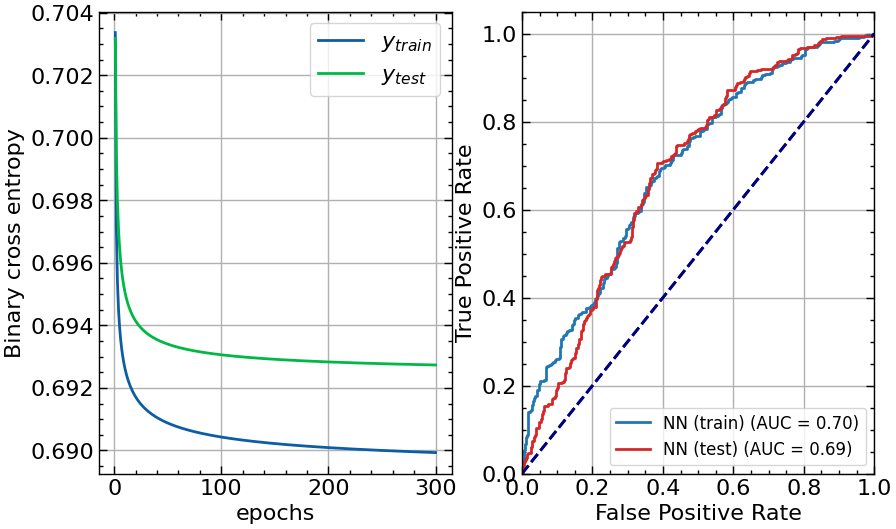 0.704
0.702
0.700
0.698
0.696
0.694
0.692
0.690
Binary cross entropy
0 100 200 300
epochs
y_train
y_test
1.0
0.8
0.6
0.4
0.2
0.0
True Positive Rate
0.0 0.2 0.4 0.6 0.8 1.0
False Positive Rate
NN (train) (AUC = 0.70)
NN (test) (AUC = 0.69)